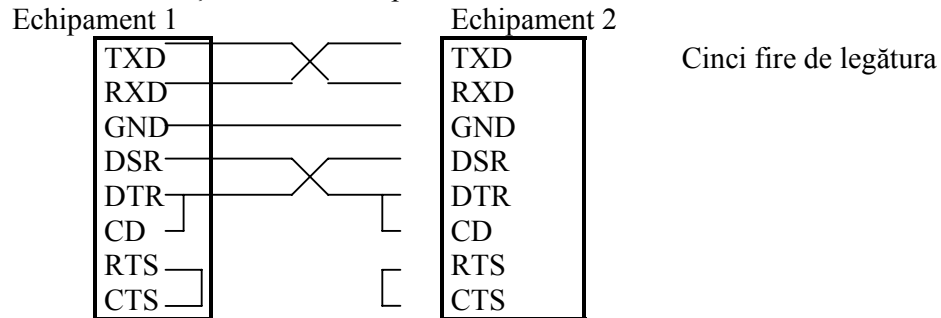 Echipament 1 Echipament 2
TXD TXD Cinci fire de legătura
RXD RXD
GND GND
DSR DSR
DTR DTR
CD CD
RTS RTS
CTS CTS